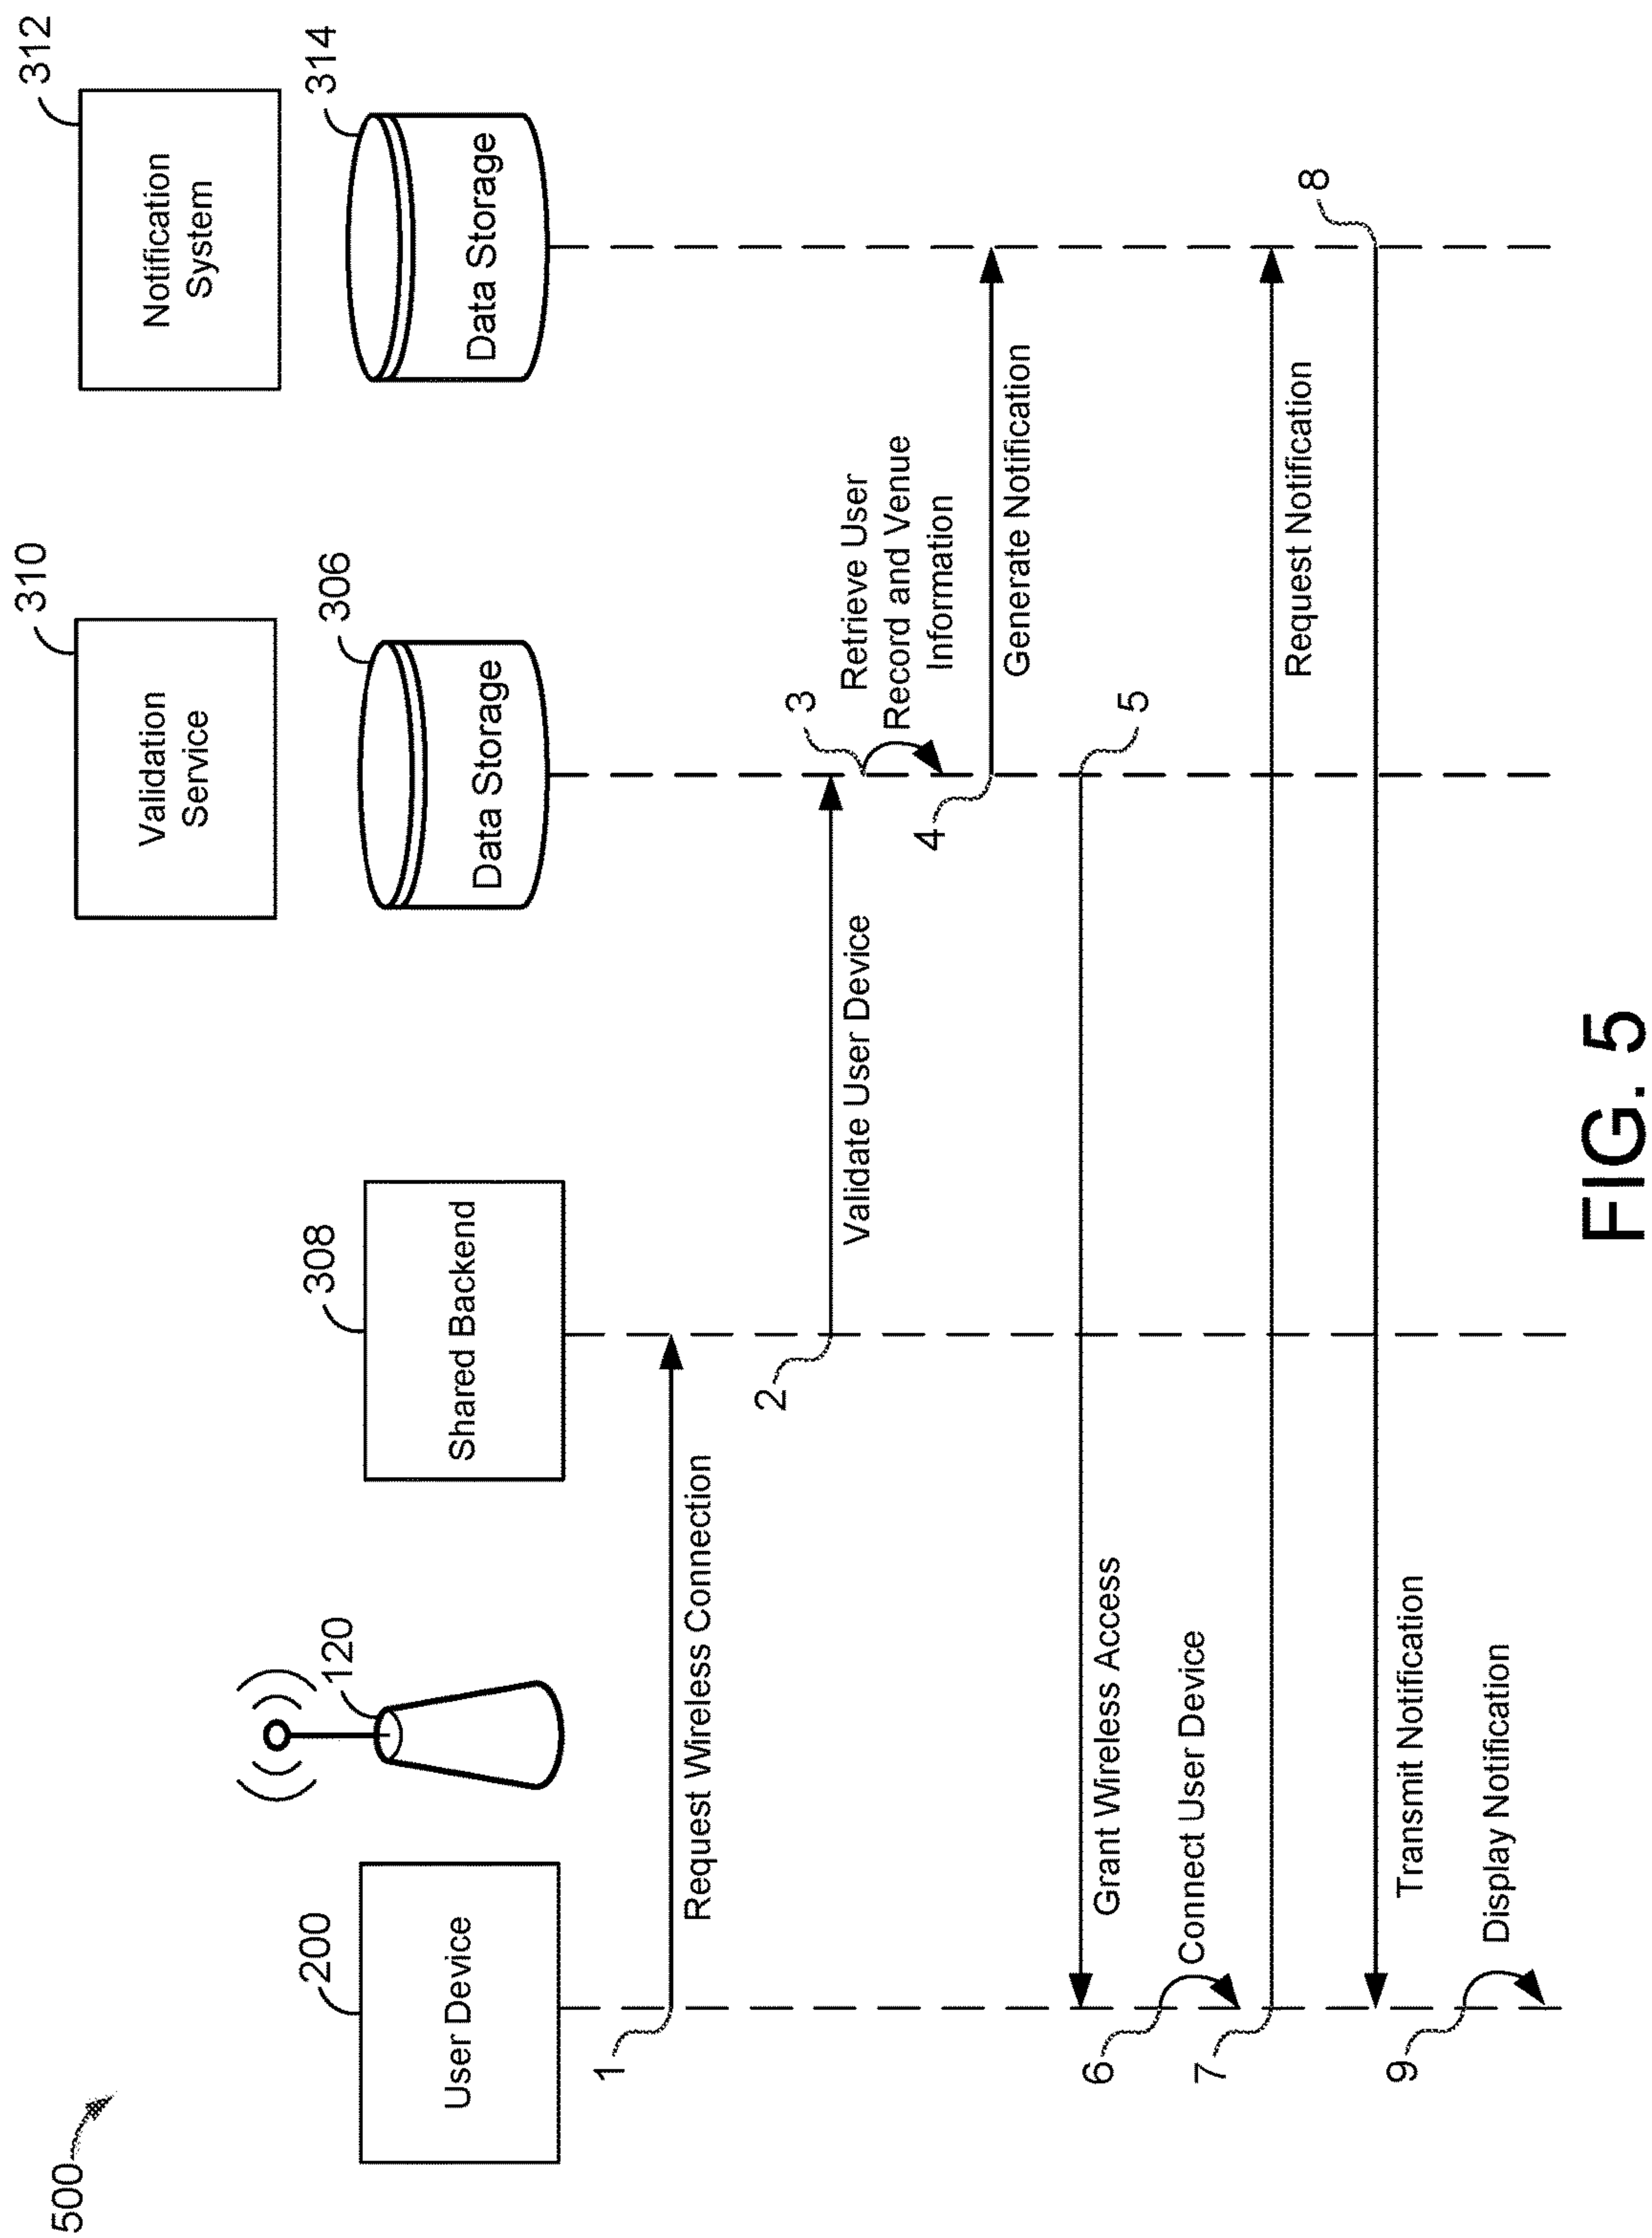 500
200
User Device
120
308
Shared Backend
310
Validation
Service
306
Data Storage
312
Notification
System
314
Data Storage
1
Request Wireless Connection
2
Validate User Device
3
Retrieve User
Record and Venue
Information
4
Generate Notification
5
Grant Wireless Access
6
Connect User Device
7
Request Notification
8
Transmit Notification
9
Display Notification
FIG. 5